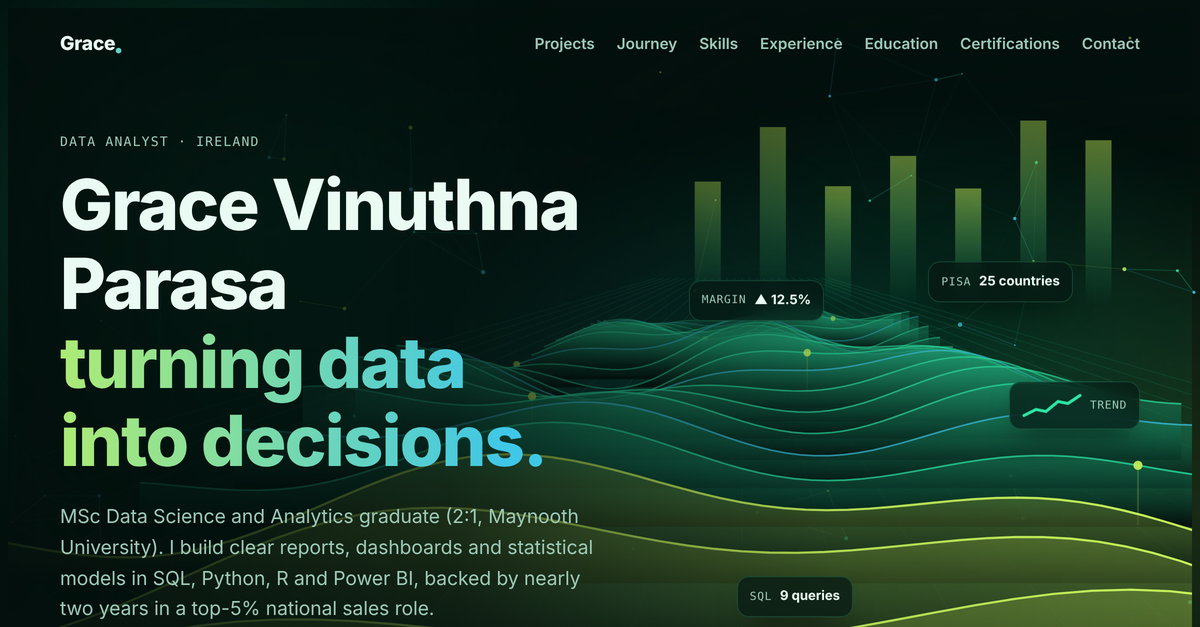 Grace.
Projects Journey Skills Experience Education Certifications Contact
DATA ANALYST · IRELAND
Grace Vinuthna
Parasa
turning data
into decisions.
MSc Data Science and Analytics graduate (2:1, Maynooth
University). I build clear reports, dashboards and statistical
models in SQL, Python, R and Power BI, backed by nearly
two years in a top-5% national sales role.
PISA 25 countries
MARGIN ▲ 12.5%
TREND
SQL 9 queries